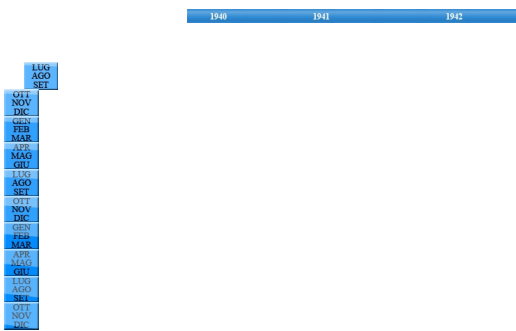 1940 1941 1942
LUG
AGO
SET
OTT
NOV
DIC
GEN
FEB
MAR
APR
MAG
GIU
LUG
AGO
SET
OTT
NOV
DIC
GEN
FEB
MAR
APR
MAG
GIU
LUG
AGO
SET
OTT
NOV
DIC